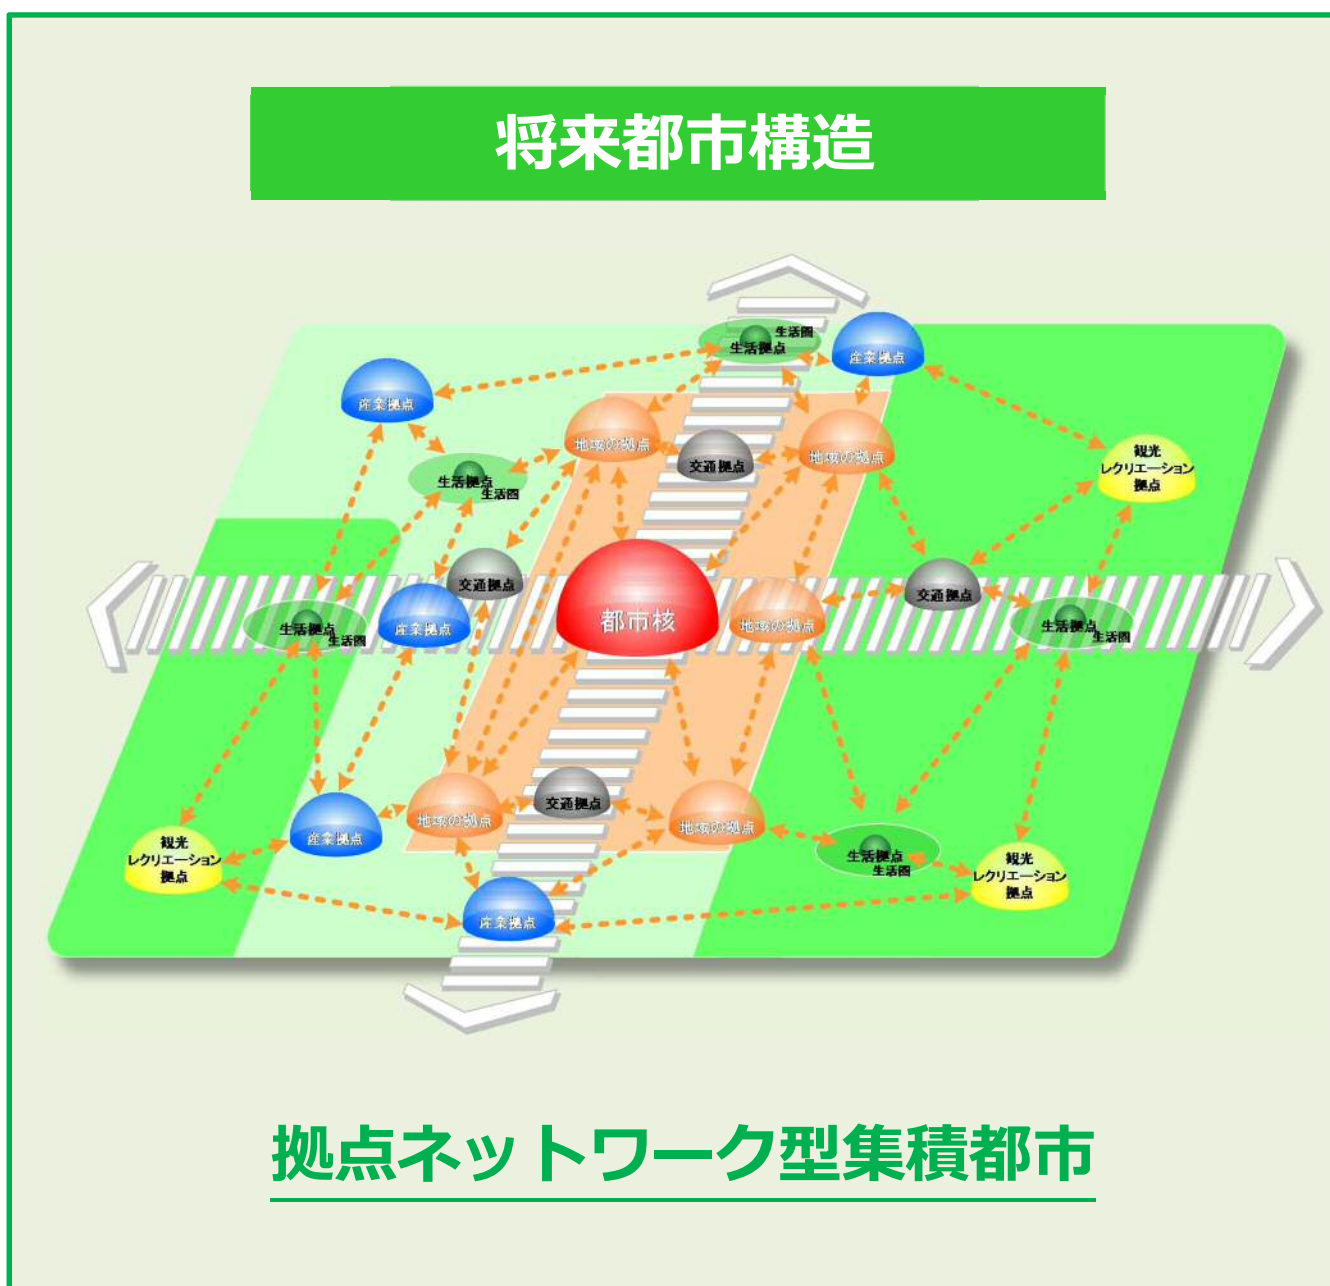 将来都市構造
生活圏
生活拠点
産業拠点
産業拠点
地域の拠点
交通拠点
地域の拠点
観光
レクリエーション
拠点
生活拠点
生活圏
交通拠点
交通拠点
生活拠点
生活圏
産業拠点
都市核
地域の拠点
生活拠点
生活圏
観光
レクリエーション
拠点
産業拠点
地域の拠点
交通拠点
地域の拠点
生活拠点
生活圏
観光
レクリエーション
拠点
産業拠点
拠点ネットワーク型集積都市